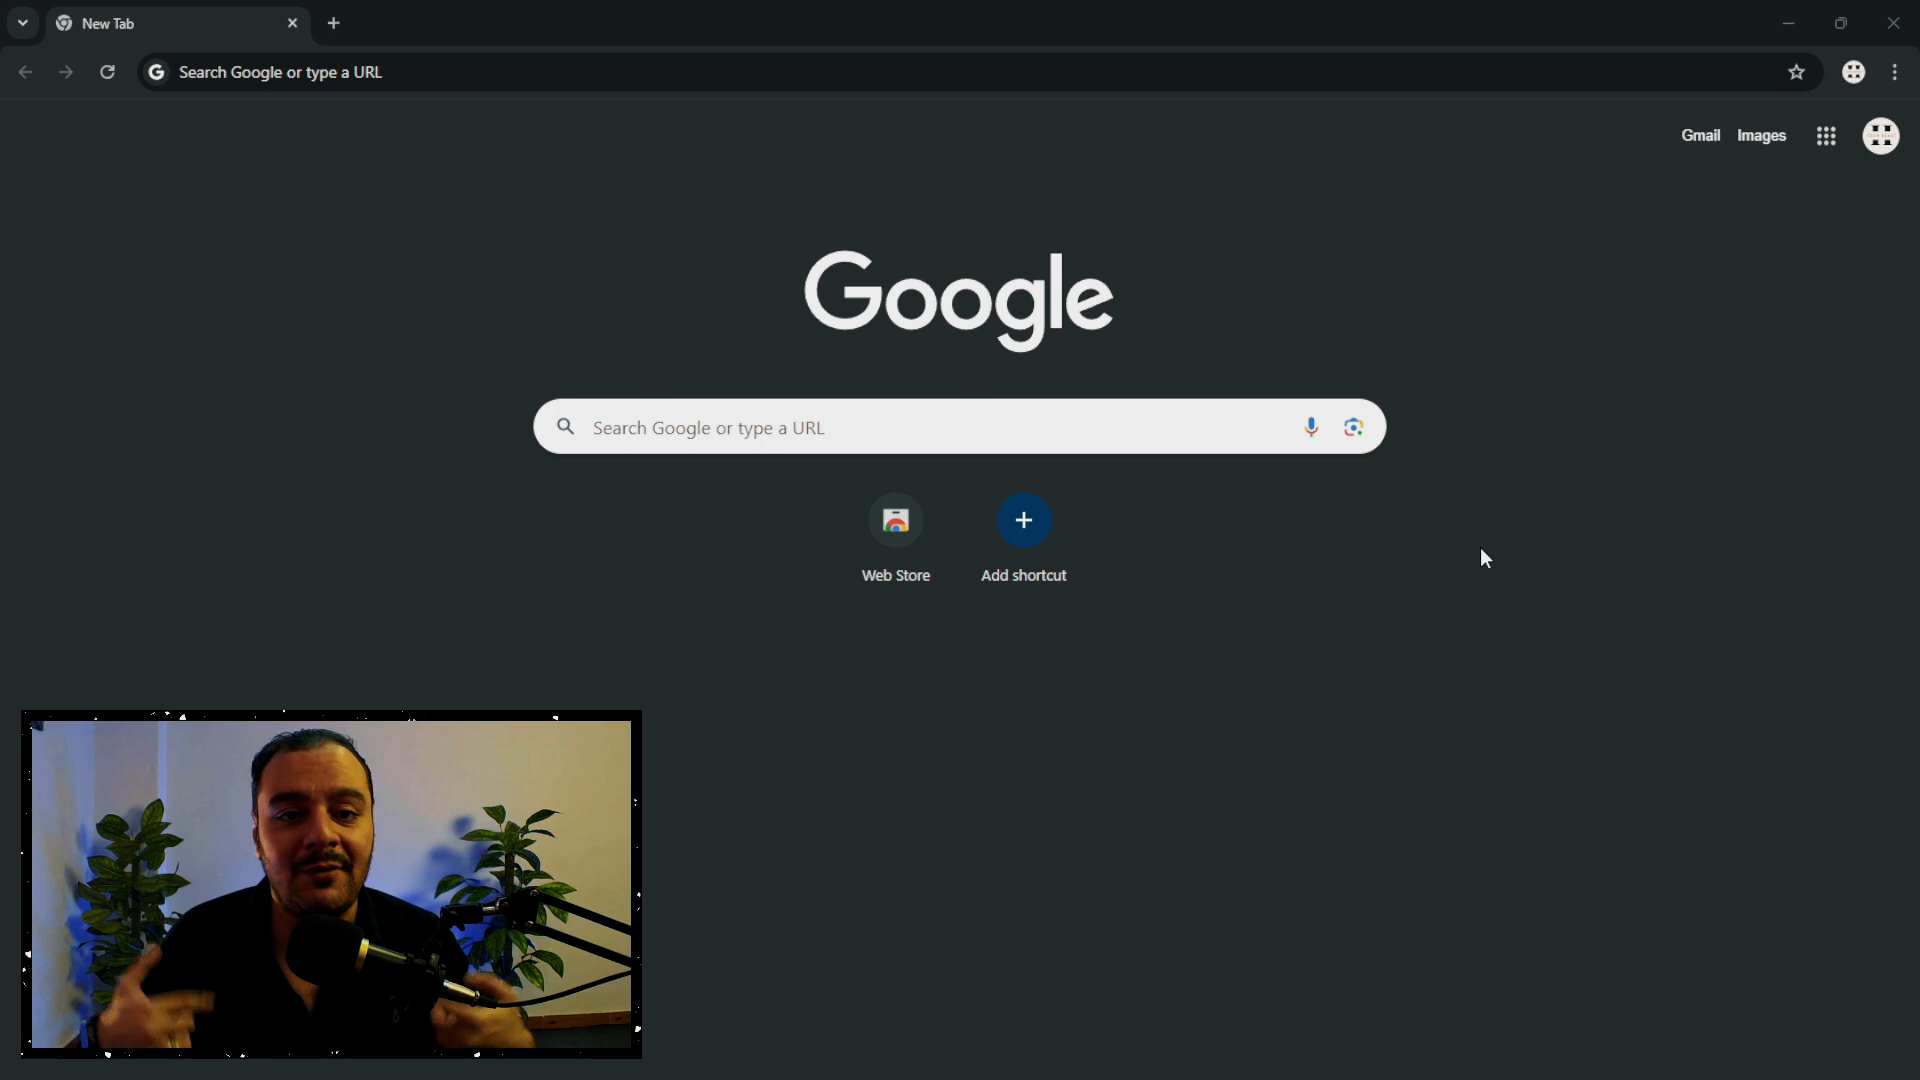 New Tab
Search Google or type a URL
Gmail Images
Google
Search Google or type a URL
Web Store Add shortcut